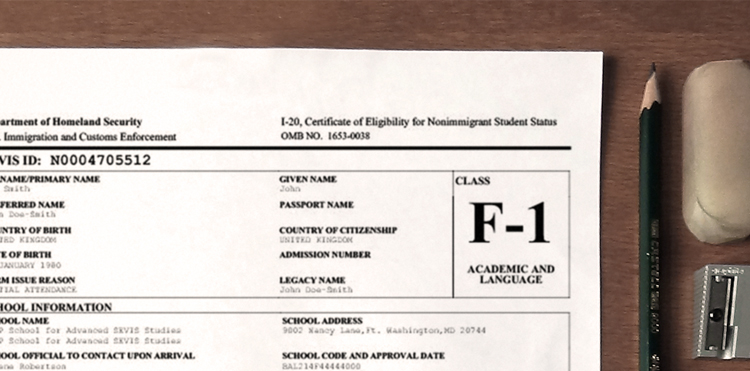 artment of Homeland Security
Immigration and Customs Enforcement
I-20, Certificate of Eligibility for Nonimmigrant Student Status
OMB NO. 1653-0038
VIS ID: N0004705512
NAME/PRIMARY NAME
Smith
GIVEN NAME
John
CLASS
FERRED NAME
Doe-Smith
PASSPORT NAME
F-1
NTRY OF BIRTH
TED KINGDOM
COUNTRY OF CITIZENSHIP
UNITED KINGDOM
E OF BIRTH
JANUARY 1980
ADMISSION NUMBER
ACADEMIC AND
LANGUAGE
M ISSUE REASON
TIAL ATTENDANCE
LEGACY NAME
John Doe-Smith
HOOL INFORMATION
OOL NAME
P School for Advanced SEVIS Studies
P School for Advanced SEVIS Studies
SCHOOL ADDRESS
9002 Nancy Lane,Ft. Washington,MD 20744
OOL OFFICIAL TO CONTACT UPON ARRIVAL
ne Robertson
SCHOOL CODE AND APPROVAL DATE
BAL214F44444000